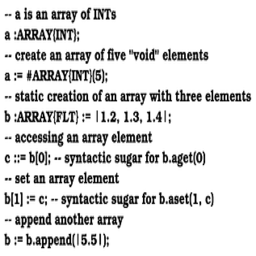 -- a is an array of INTs
a :ARRAY{INT};
-- create an array of five "void" elements
a := #ARRAY{INT}(5);
-- static creation of an array with three elements
b :ARRAY{FLT} := |1.2, 1.3, 1.4|;
-- accessing an array element
c ::= b[0]; -- syntactic sugar for b.aget(0)
-- set an array element
b[1] := c; -- syntactic sugar for b.aset(1, c)
-- append another array
b := b.append(|5.5|);